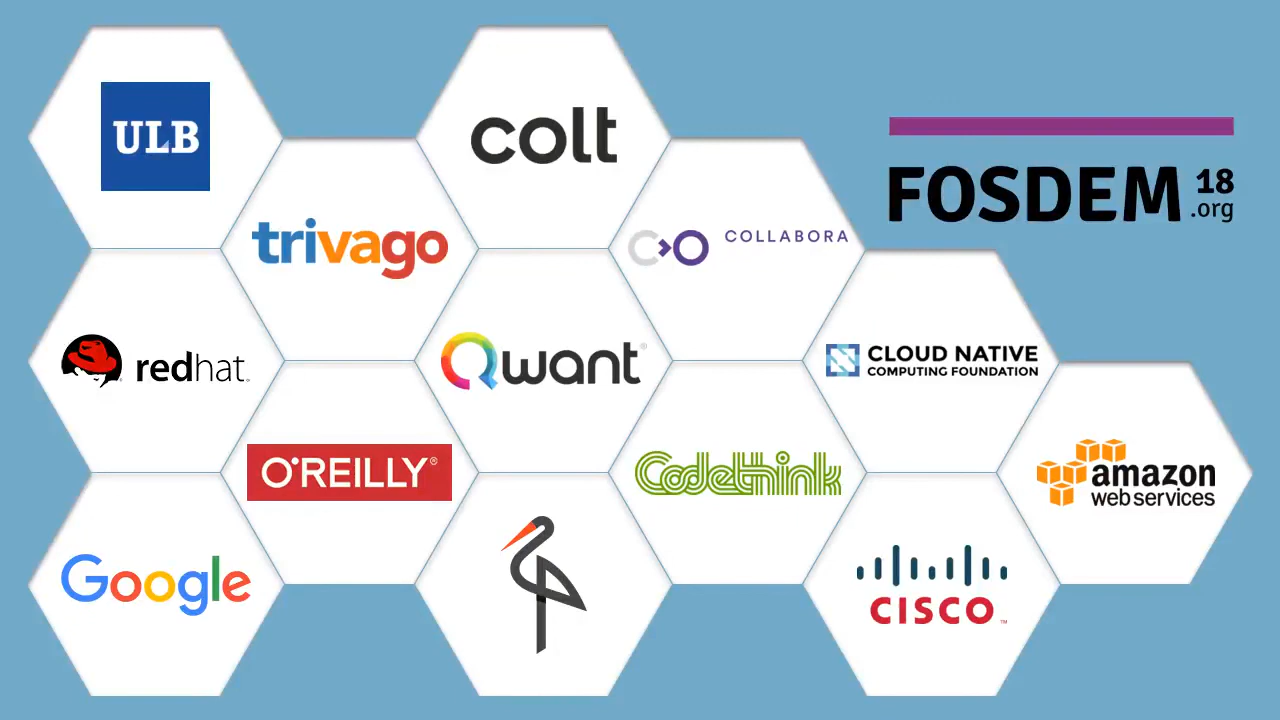 ULB
colt
FOSDEM 18
.org
trivago
COLLABORA
redhat.
Qwant®
CLOUD NATIVE
COMPUTING FOUNDATION
O'REILLY®
Codethink
amazon
web services
Google
CISCO™